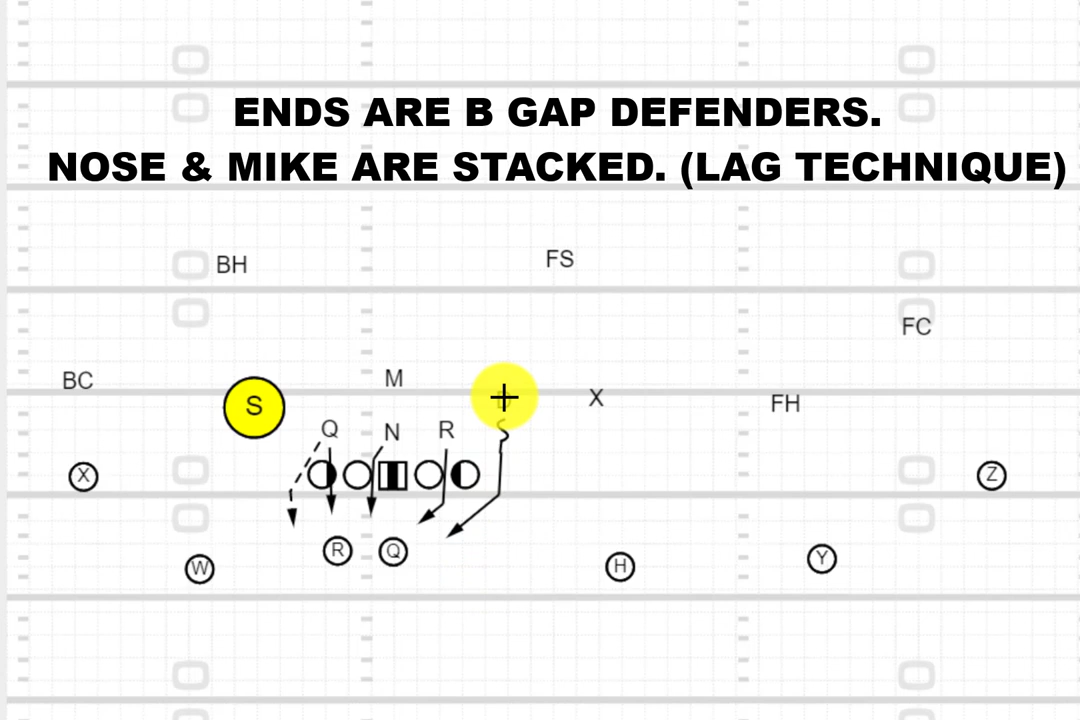 ENDS ARE B GAP DEFENDERS.
NOSE & MIKE ARE STACKED. (LAG TECHNIQUE)
BH
FS
FC
BC
S
M
X
FH
Q
N
R
X
Z
R
Q
W
H
Y